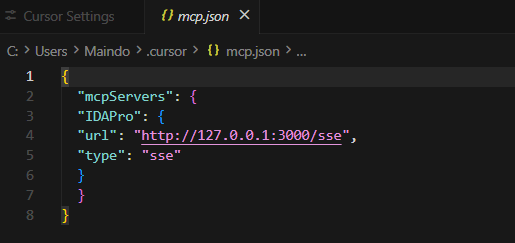 Cursor Settings
{} mcp.json
C: > Users > Maindo > .cursor > {} mcp.json > ...
1 {
2 "mcpServers": {
3 "IDAPro": {
4 "url": "http://127.0.0.1:3000/sse",
5 "type": "sse"
6 }
7 }
8 }